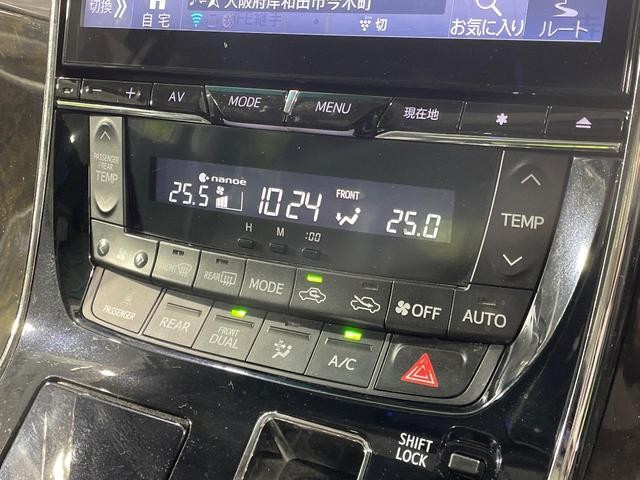 切換
自宅
大阪府岸和田市今木町
切
お気に入り
ルート
− + AV MODE MENU 現在地 *
PASSENGER/REAR TEMP
nanoe
25.5 10:24 FRONT 25.0
H M :00
TEMP
FRONT REAR MODE OFF AUTO
PASSENGER REAR FRONT DUAL A/C
SHIFT LOCK